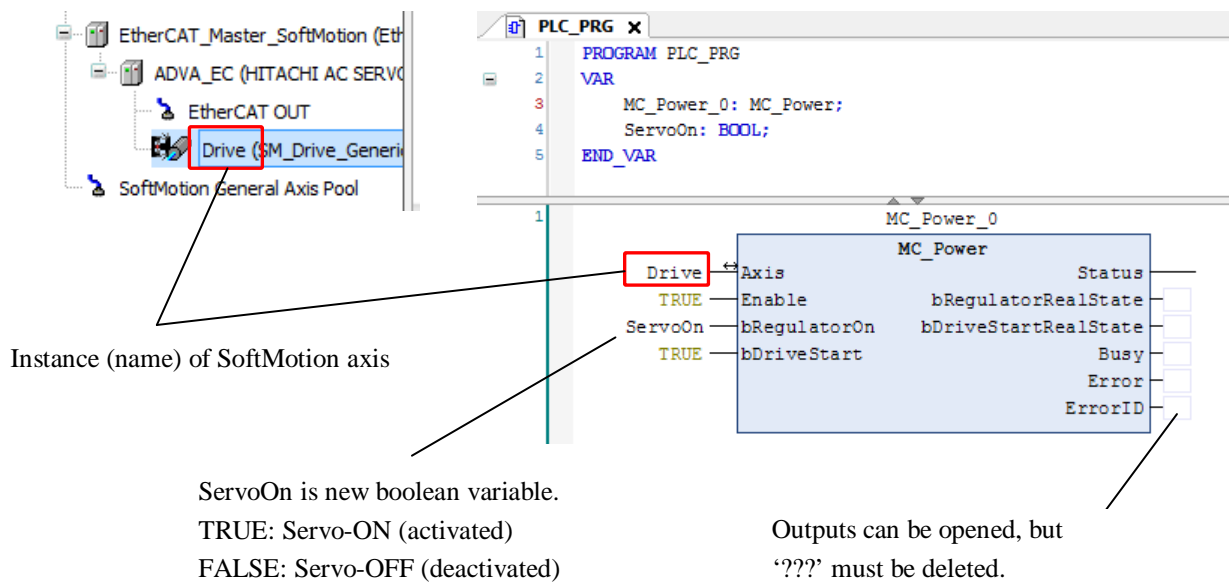 EtherCAT_Master_SoftMotion (Eth
ADVA_EC (HITACHI AC SERVO
EtherCAT OUT
Drive (SM_Drive_Generic
SoftMotion General Axis Pool
PLC_PRG X
1 PROGRAM PLC_PRG
2 VAR
3 MC_Power_0: MC_Power;
4 ServoOn: BOOL;
5 END_VAR
1
MC_Power_0
MC_Power
Drive Axis Status
TRUE Enable bRegulatorRealState
ServoOn bRegulatorOn bDriveStartRealState
TRUE bDriveStart Busy
Error
ErrorID
Instance (name) of SoftMotion axis
ServoOn is new boolean variable.
TRUE: Servo-ON (activated)
FALSE: Servo-OFF (deactivated)
Outputs can be opened, but
‘???’ must be deleted.